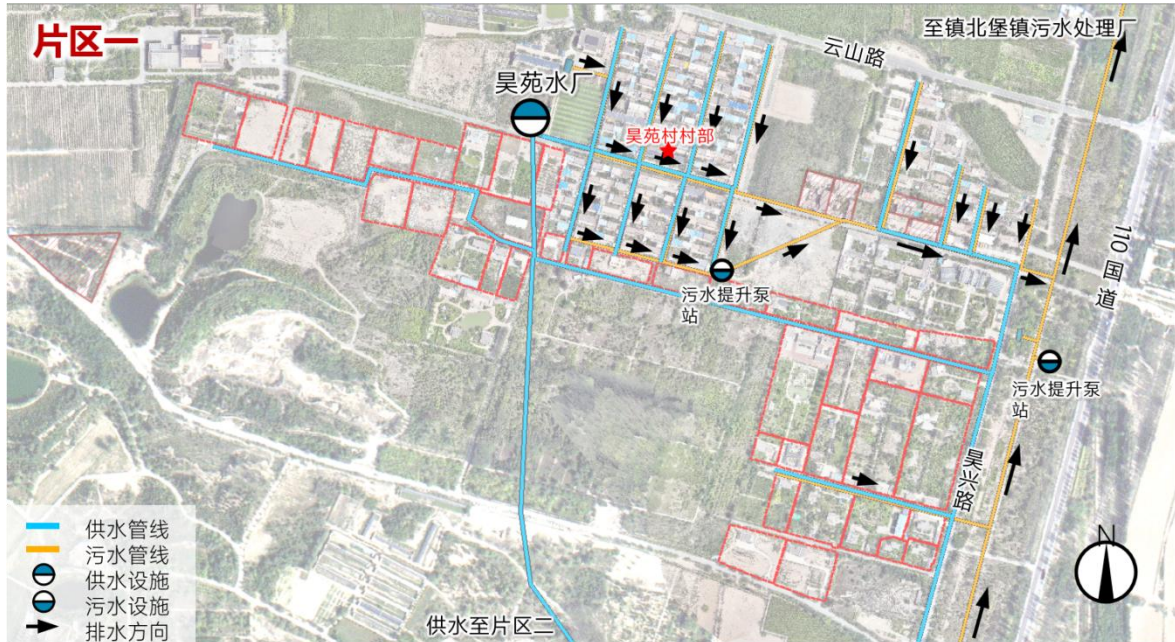 片区一
至镇北堡镇污水处理厂
云山路
昊苑水厂
昊苑村村部
110国道
污水提升泵
站
污水提升泵
站
昊兴路
N
供水管线
污水管线
供水设施
污水设施
排水方向
供水至片区二